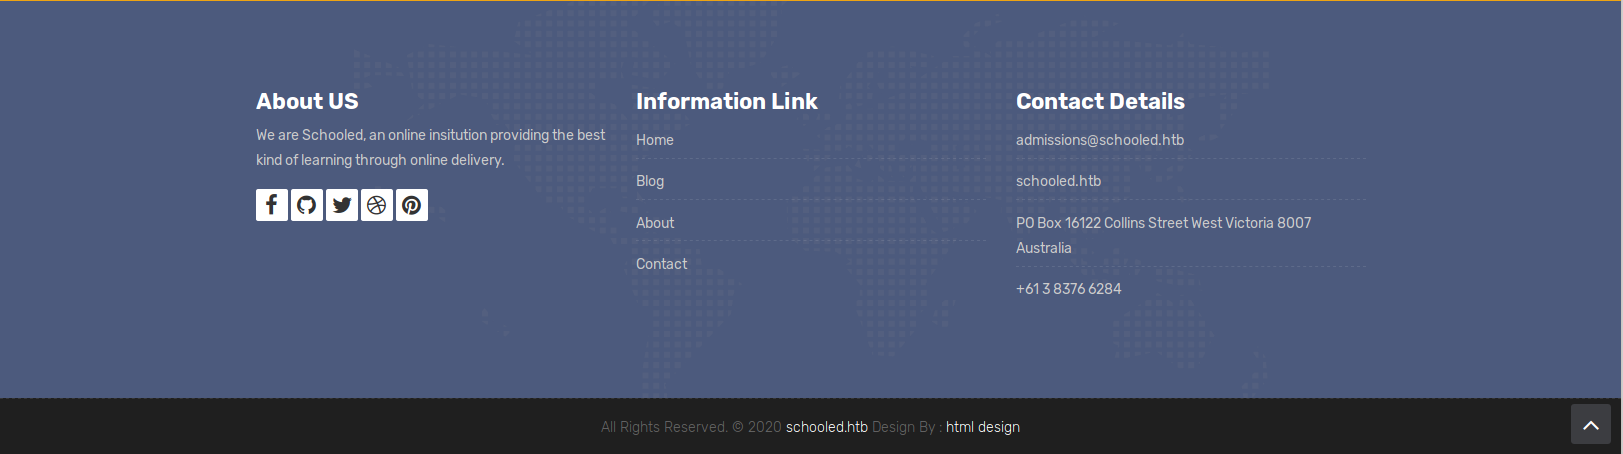 About US
We are Schooled, an online insitution providing the best
kind of learning through online delivery.
Information Link
Home
Blog
About
Contact
Contact Details
admissions@schooled.htb
schooled.htb
PO Box 16122 Collins Street West Victoria 8007
Australia
+61 3 8376 6284
All Rights Reserved. © 2020 schooled.htb Design By : html design